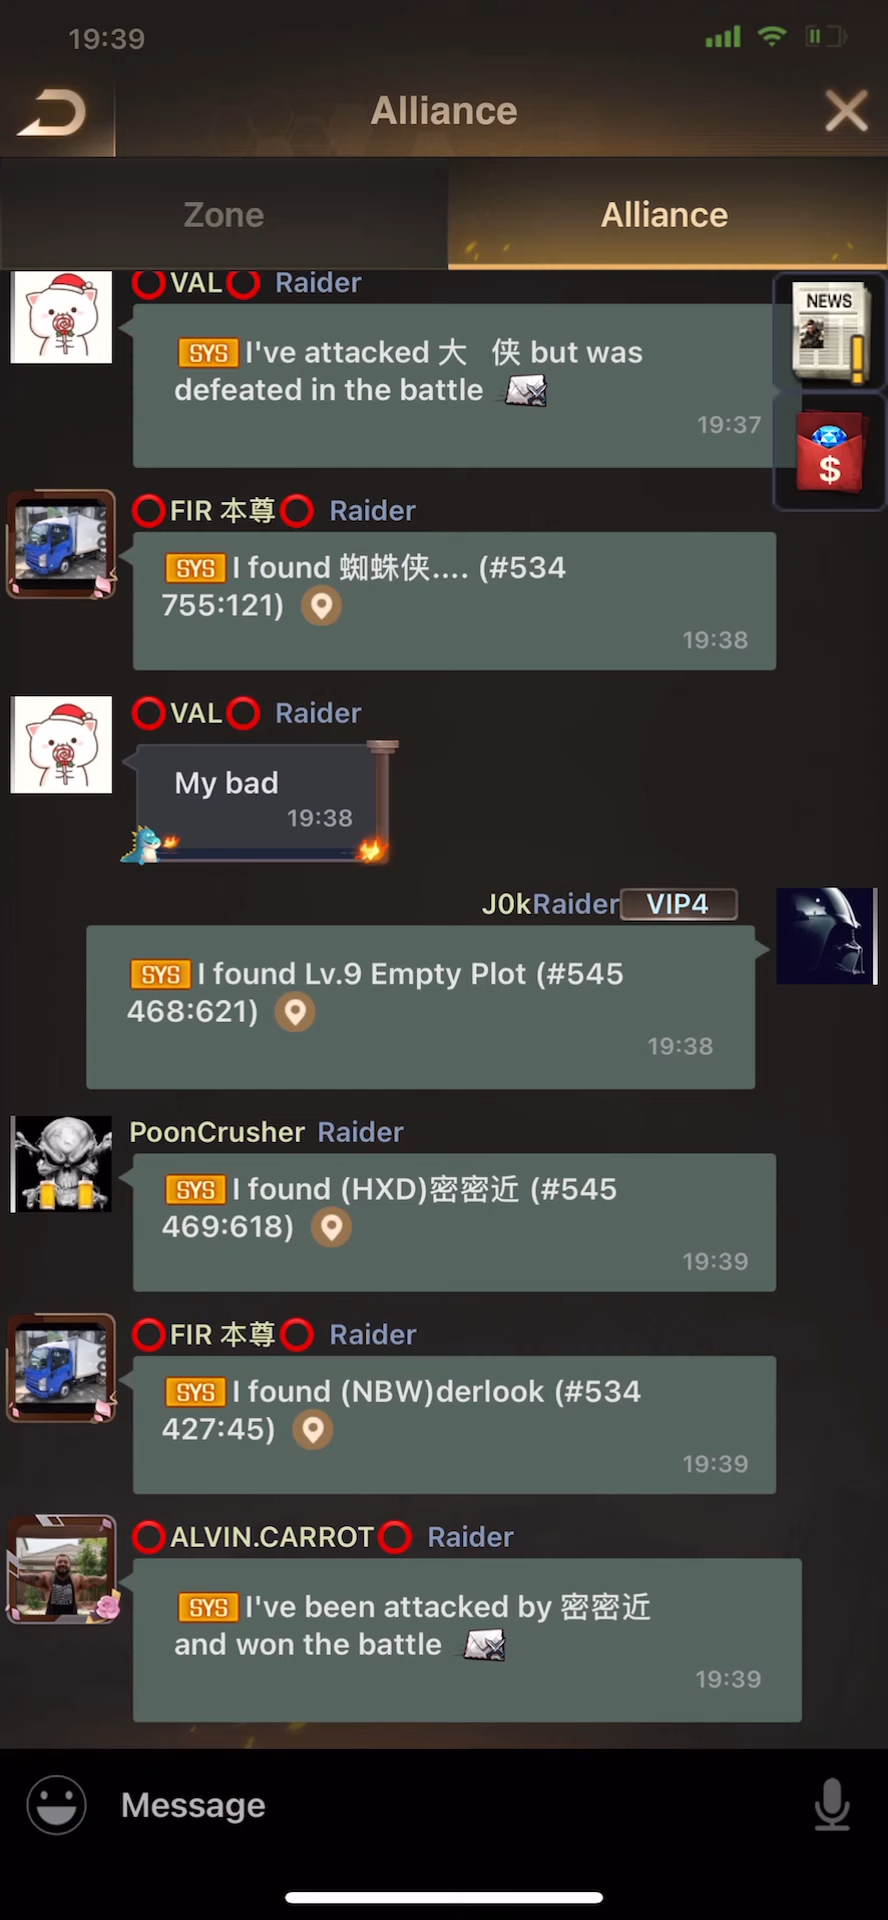 19:39
Alliance
Zone
Alliance
⭕VAL⭕ Raider
NEWS
SYS I've attacked 大 侠 but was
defeated in the battle
19:37
$
⭕FIR 本尊⭕ Raider
SYS I found 蜘蛛侠.... (#534
755:121)
19:38
⭕VAL⭕ Raider
My bad
19:38
J0kRaider VIP4
SYS I found Lv.9 Empty Plot (#545
468:621)
19:38
PoonCrusher Raider
SYS I found (HXD)密密近 (#545
469:618)
19:39
⭕FIR 本尊⭕ Raider
SYS I found (NBW)derlook (#534
427:45)
19:39
⭕ALVIN.CARROT⭕ Raider
SYS I've been attacked by 密密近
and won the battle
19:39
Message